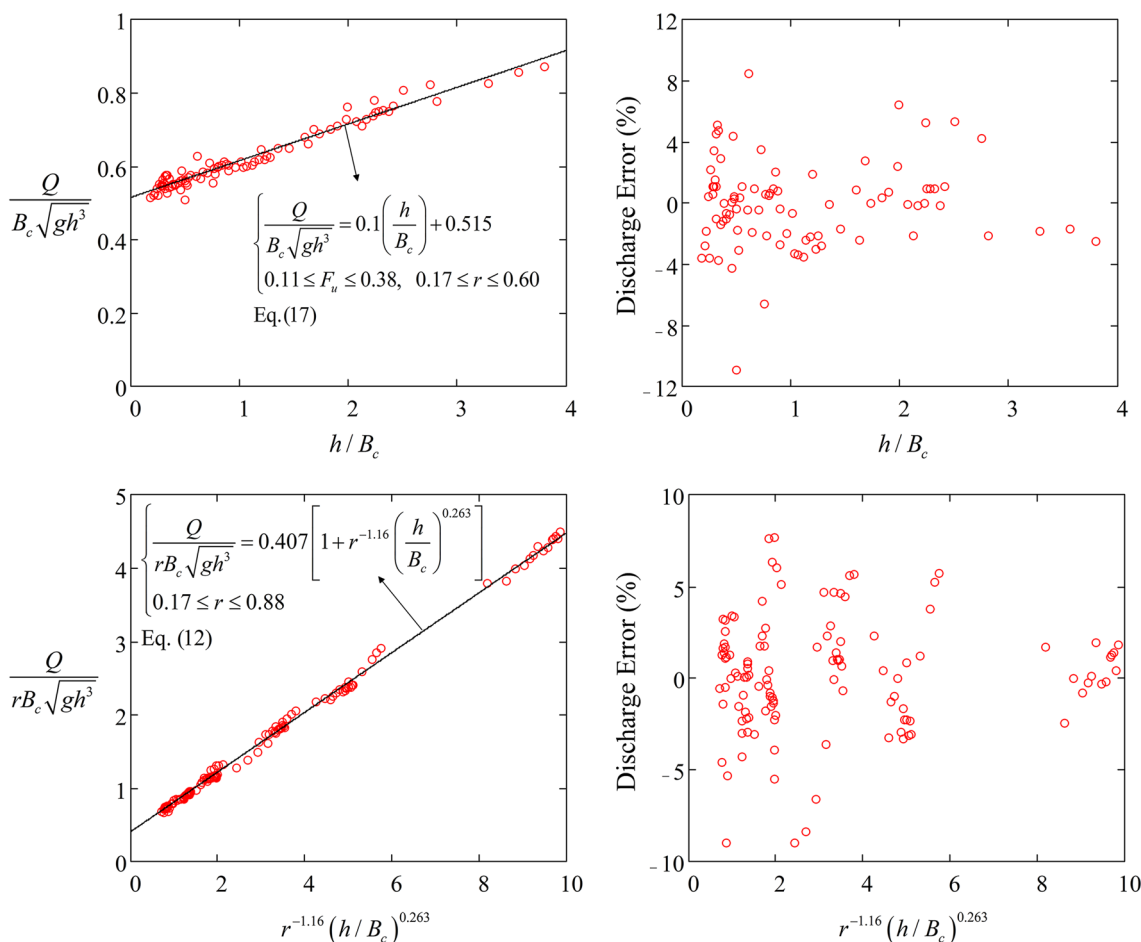 1
0.8
0.6
0.4
0.2
0
Q / (B_c √(gh³))
Q / (B_c √(gh³)) = 0.1 (h / B_c) + 0.515
0.11 ≤ F_u ≤ 0.38, 0.17 ≤ r ≤ 0.60
Eq.(17)
0 1 2 3 4
h / B_c
12
8
4
0
-4
-8
-12
Discharge Error (%)
0 1 2 3 4
h / B_c
5
4
3
2
1
0
Q / (rB_c √(gh³))
Q / (rB_c √(gh³)) = 0.407 [1 + r^{-1.16} (h / B_c)^{0.263}]
0.17 ≤ r ≤ 0.88
Eq. (12)
0 2 4 6 8 10
r^{-1.16} (h / B_c)^{0.263}
10
5
0
-5
-10
Discharge Error (%)
0 2 4 6 8 10
r^{-1.16} (h / B_c)^{0.263}